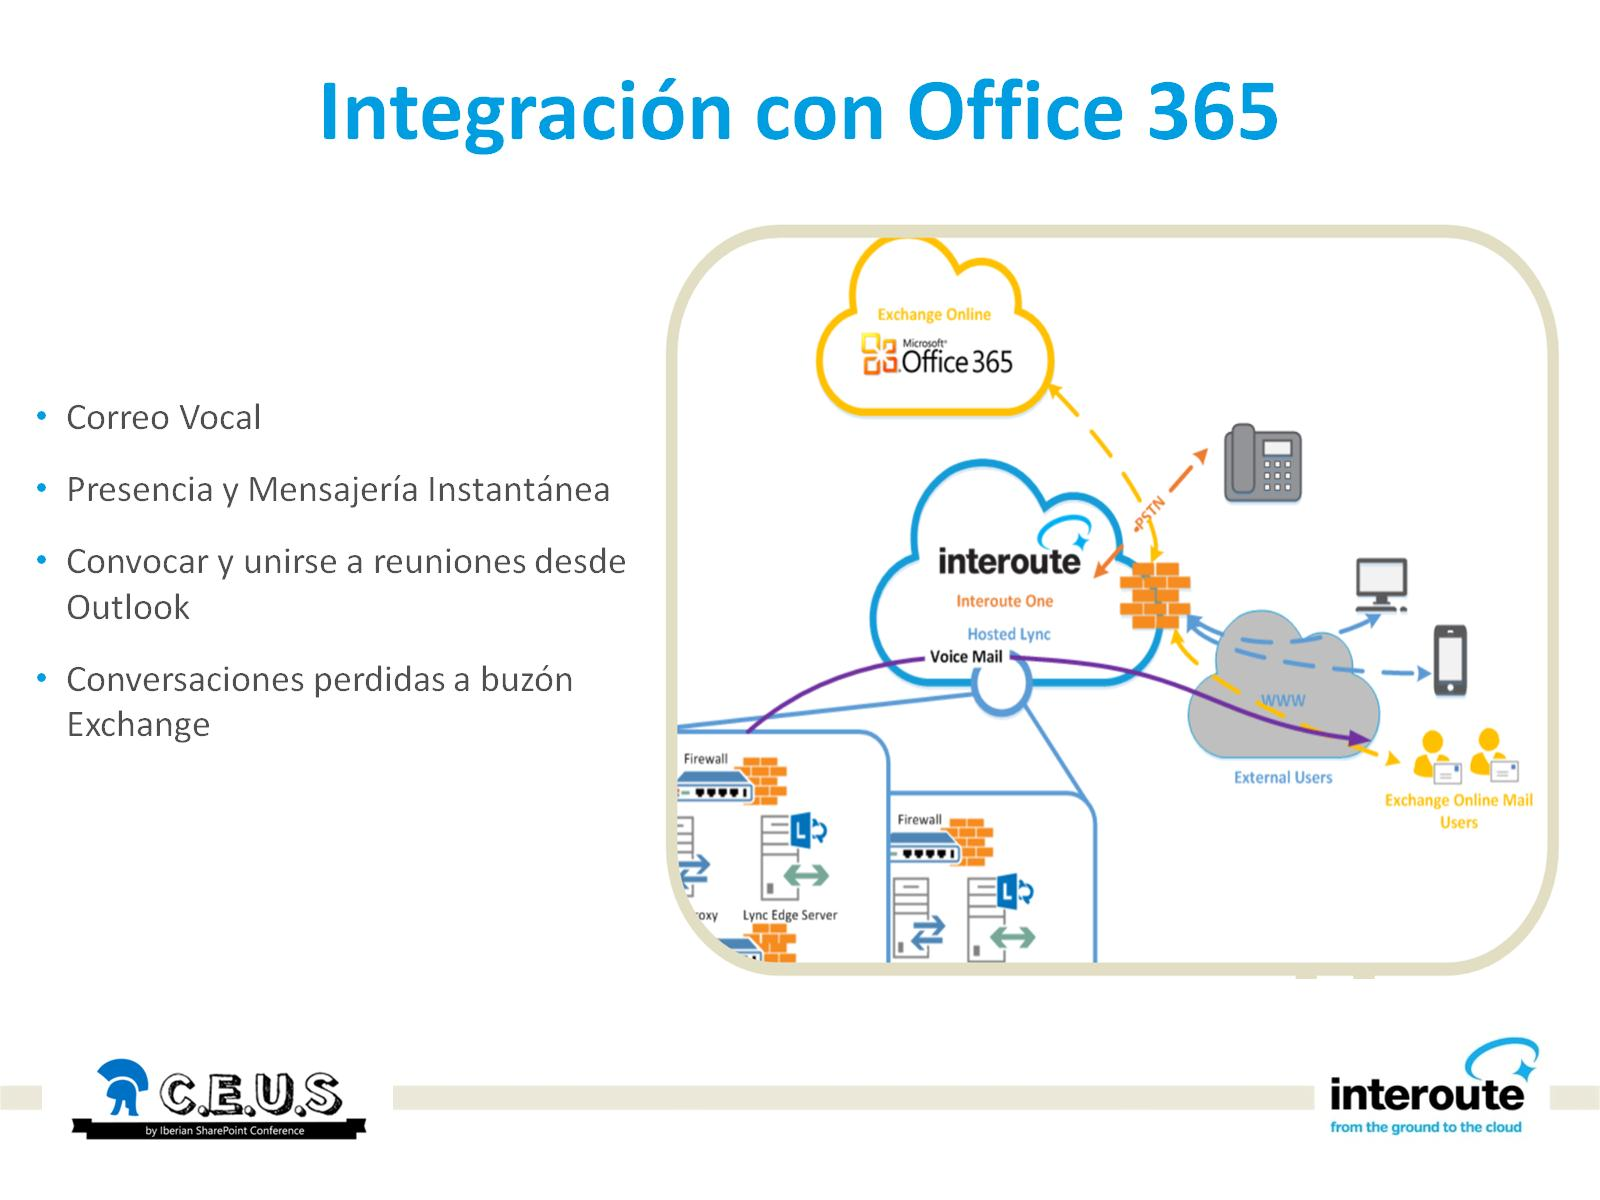 Integración con Office 365
• Correo Vocal
• Presencia y Mensajería Instantánea
• Convocar y unirse a reuniones desde
Outlook
• Conversaciones perdidas a buzón
Exchange
Exchange Online
Microsoft®
Office 365
PSTN
interoute
Interoute One
Hosted Lync
Voice Mail
WWW
External Users
Exchange Online Mail
Users
Firewall
Firewall
oxy
Lync Edge Server
C.E.U.S
by Iberian SharePoint Conference
interoute
from the ground to the cloud